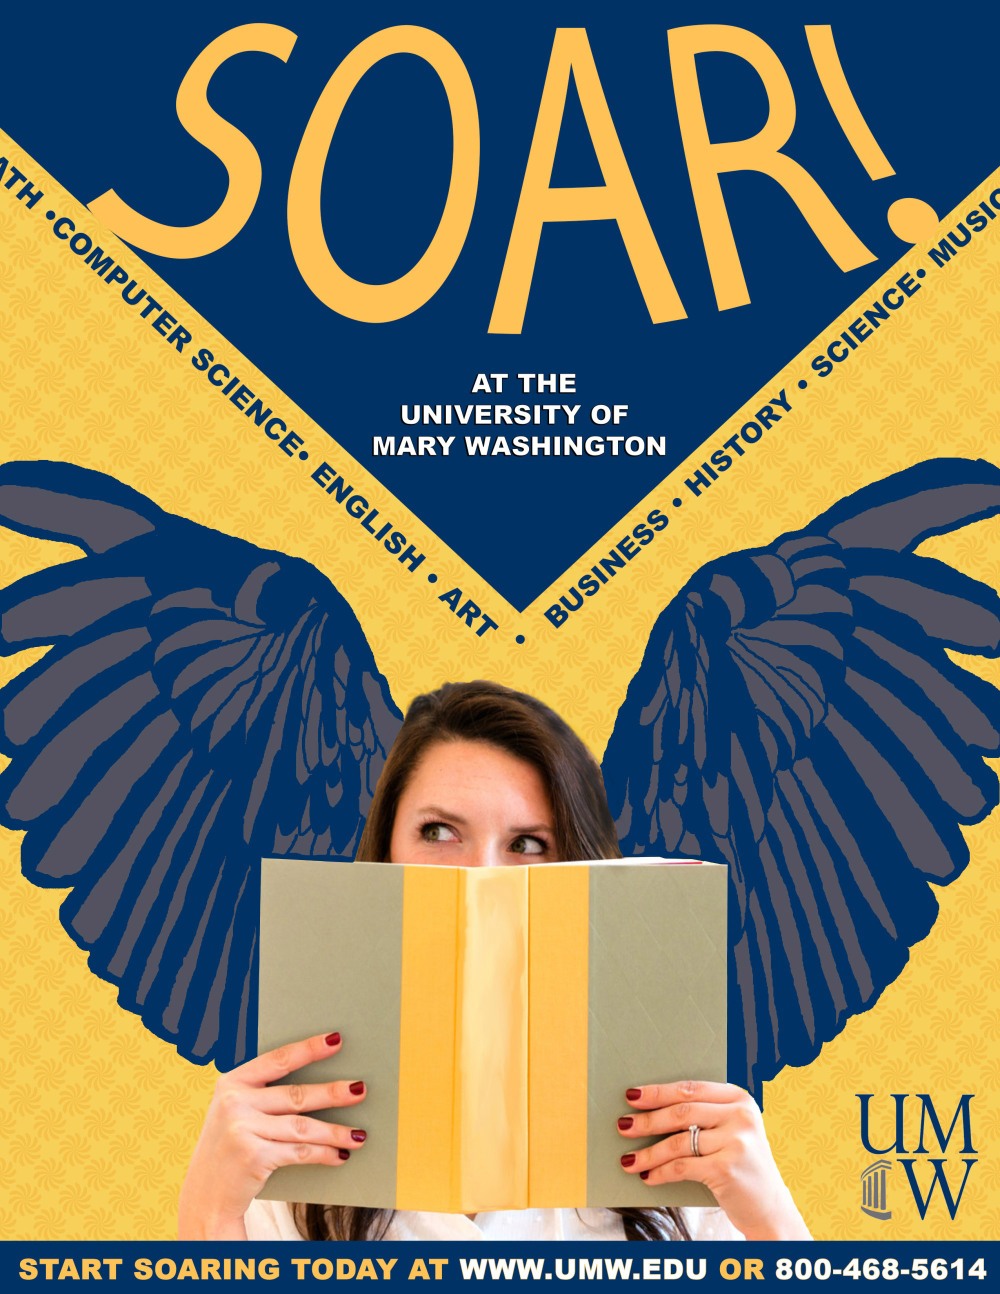 SOAR!
AT THE
UNIVERSITY OF
MARY WASHINGTON
ATH • COMPUTER SCIENCE • ENGLISH • ART • BUSINESS • HISTORY • SCIENCE • MUSIC
UM
W
START SOARING TODAY AT WWW.UMW.EDU OR 800-468-5614